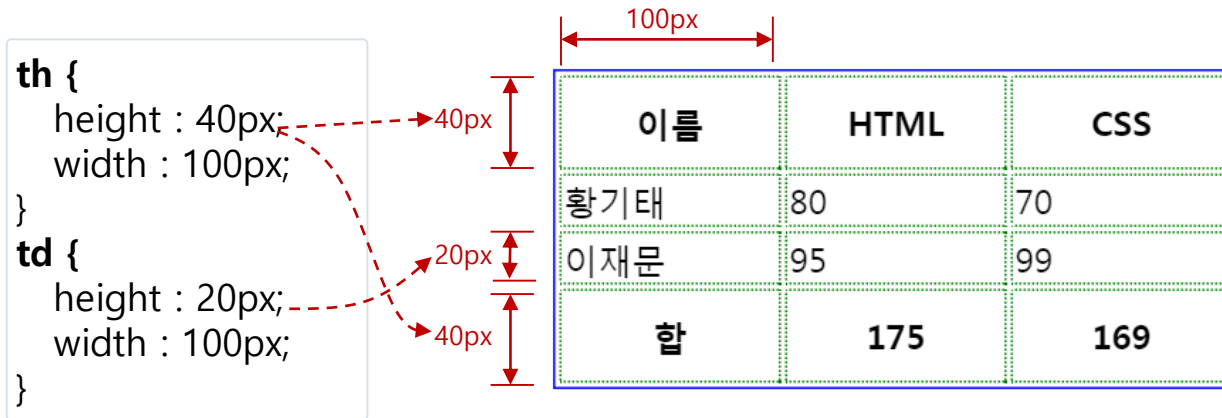 th {
height : 40px;
width : 100px;
}
td {
height : 20px;
width : 100px;
}
100px
40px
20px
40px
이름 HTML CSS
황기태 80 70
이재문 95 99
합 175 169